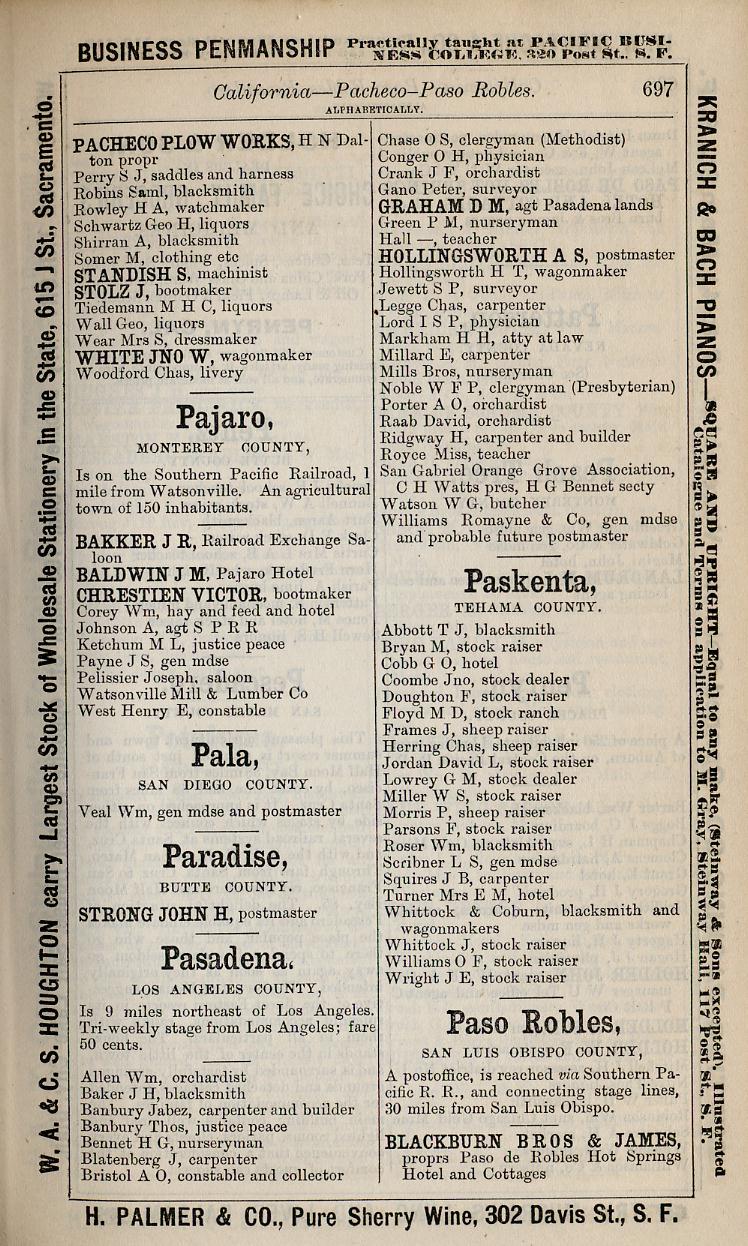 BUSINESS PENMANSHIP Practically taught at PACIFIC BUSI-
NESS COLLEGE, 320 Post St., S. F.
California—Pacheco–Paso Robles. 697
ALPHABETICALLY.
PACHECO PLOW WORKS, H N Dal-
ton propr
Perry S J, saddles and harness
Robins Saml, blacksmith
Rowley H A, watchmaker
Schwartz Geo H, liquors
Shirran A, blacksmith
Somer M, clothing etc
STANDISH S, machinist
STOLZ J, bootmaker
Tiedemann M H C, liquors
Wall Geo, liquors
Wear Mrs S, dressmaker
WHITE JNO W, wagonmaker
Woodford Chas, livery
Pajaro,
MONTEREY COUNTY,
Is on the Southern Pacific Railroad, 1
mile from Watsonville. An agricultural
town of 150 inhabitants.
BAKKER J R, Railroad Exchange Sa-
loon
BALDWIN J M, Pajaro Hotel
CHRESTIEN VICTOR, bootmaker
Corey Wm, hay and feed and hotel
Johnson A, agt S P R R
Ketchum M L, justice peace
Payne J S, gen mdse
Pelissier Joseph, saloon
Watsonville Mill & Lumber Co
West Henry E, constable
Pala,
SAN DIEGO COUNTY.
Veal Wm, gen mdse and postmaster
Paradise,
BUTTE COUNTY.
STRONG JOHN H, postmaster
Pasadena,
LOS ANGELES COUNTY,
Is 9 miles northeast of Los Angeles.
Tri-weekly stage from Los Angeles; fare
50 cents.
Allen Wm, orchardist
Baker J H, blacksmith
Banbury Jabez, carpenter and builder
Banbury Thos, justice peace
Bennet H G, nurseryman
Blatenberg J, carpenter
Bristol A O, constable and collector
Chase O S, clergyman (Methodist)
Conger O H, physician
Crank J F, orchardist
Gano Peter, surveyor
GRAHAM D M, agt Pasadena lands
Green P M, nurseryman
Hall —, teacher
HOLLINGSWORTH A S, postmaster
Hollingsworth H T, wagonmaker
Jewett S P, surveyor
Legge Chas, carpenter
Lord I S P, physician
Markham H H, atty at law
Millard E, carpenter
Mills Bros, nurseryman
Noble W F P, clergyman (Presbyterian)
Porter A O, orchardist
Raab David, orchardist
Ridgway H, carpenter and builder
Royce Miss, teacher
San Gabriel Orange Grove Association,
C H Watts pres, H G Bennet secty
Watson W G, butcher
Williams Romayne & Co, gen mdse
and probable future postmaster
Paskenta,
TEHAMA COUNTY.
Abbott T J, blacksmith
Bryan M, stock raiser
Cobb G O, hotel
Coombe Jno, stock dealer
Doughton F, stock raiser
Floyd M D, stock ranch
Frames J, sheep raiser
Herring Chas, sheep raiser
Jordan David L, stock raiser
Lowrey G M, stock dealer
Miller W S, stock raiser
Morris P, sheep raiser
Parsons F, stock raiser
Roser Wm, blacksmith
Scribner L S, gen mdse
Squires J B, carpenter
Turner Mrs E M, hotel
Whittock & Coburn, blacksmith and
wagonmakers
Whittock J, stock raiser
Williams O F, stock raiser
Wright J E, stock raiser
Paso Robles,
SAN LUIS OBISPO COUNTY,
A postoffice, is reached via Southern Pa-
cific R. R., and connecting stage lines,
30 miles from San Luis Obispo.
BLACKBURN BROS & JAMES,
proprs Paso de Robles Hot Springs
Hotel and Cottages
W. A. & C. S. HOUGHTON carry Largest Stock of Wholesale Stationery in the State, 615 J St., Sacramento.
KRANICH & BACH PIANOS—SQUARE AND UPRIGHT—Equal to any make, (Steinway & Sons excepted). Illustrated
Catalogue and Terms on application to M. Gray, Steinway Hall, 117 Post St., S. F.
H. PALMER & CO., Pure Sherry Wine, 302 Davis St., S. F.